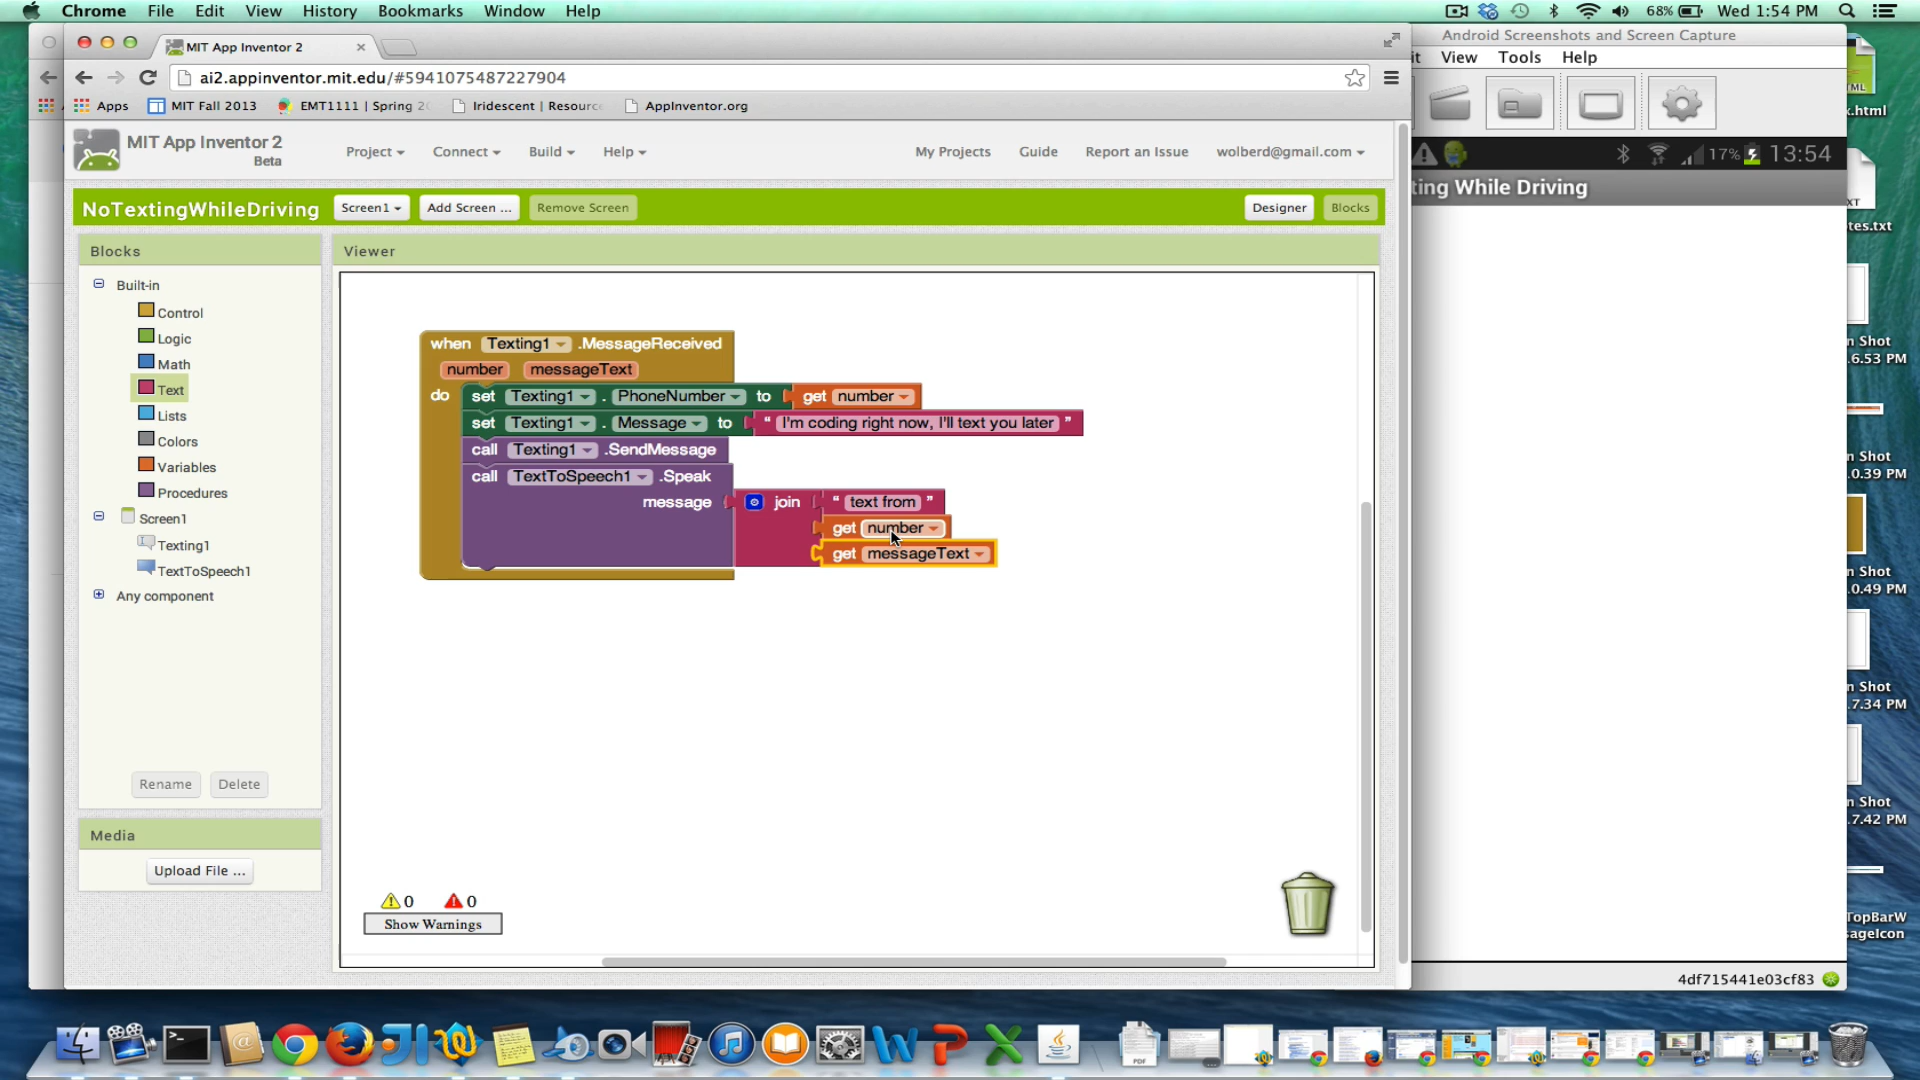 Chrome File Edit View History Bookmarks Window Help
68% Wed 1:54 PM
MIT App Inventor 2
ai2.appinventor.mit.edu/#5941075487227904
Apps MIT Fall 2013 EMT1111 | Spring 2 Iridescent | Resourc AppInventor.org
MIT App Inventor 2
Beta
Project Connect Build Help
My Projects Guide Report an Issue wolberd@gmail.com
NoTextingWhileDriving Screen1 Add Screen ... Remove Screen Designer Blocks
Blocks
Built-in
Control
Logic
Math
Text
Lists
Colors
Variables
Procedures
Screen1
Texting1
TextToSpeech1
Any component
Rename Delete
Media
Upload File ...
Viewer
when Texting1 .MessageReceived
number messageText
do set Texting1 . PhoneNumber to get number
set Texting1 . Message to " I'm coding right now, I'll text you later "
call Texting1 .SendMessage
call TextToSpeech1 .Speak
message join " text from "
get number
get messageText
0 0
Show Warnings
Android Screenshots and Screen Capture
it View Tools Help
17% 13:54
ting While Driving
4df715441e03cf83
TML
k.html
XT
tes.txt
n Shot
6.53 PM
n Shot
0.39 PM
n Shot
0.49 PM
n Shot
7.34 PM
n Shot
7.42 PM
TopBarW
sageIcon
PDF